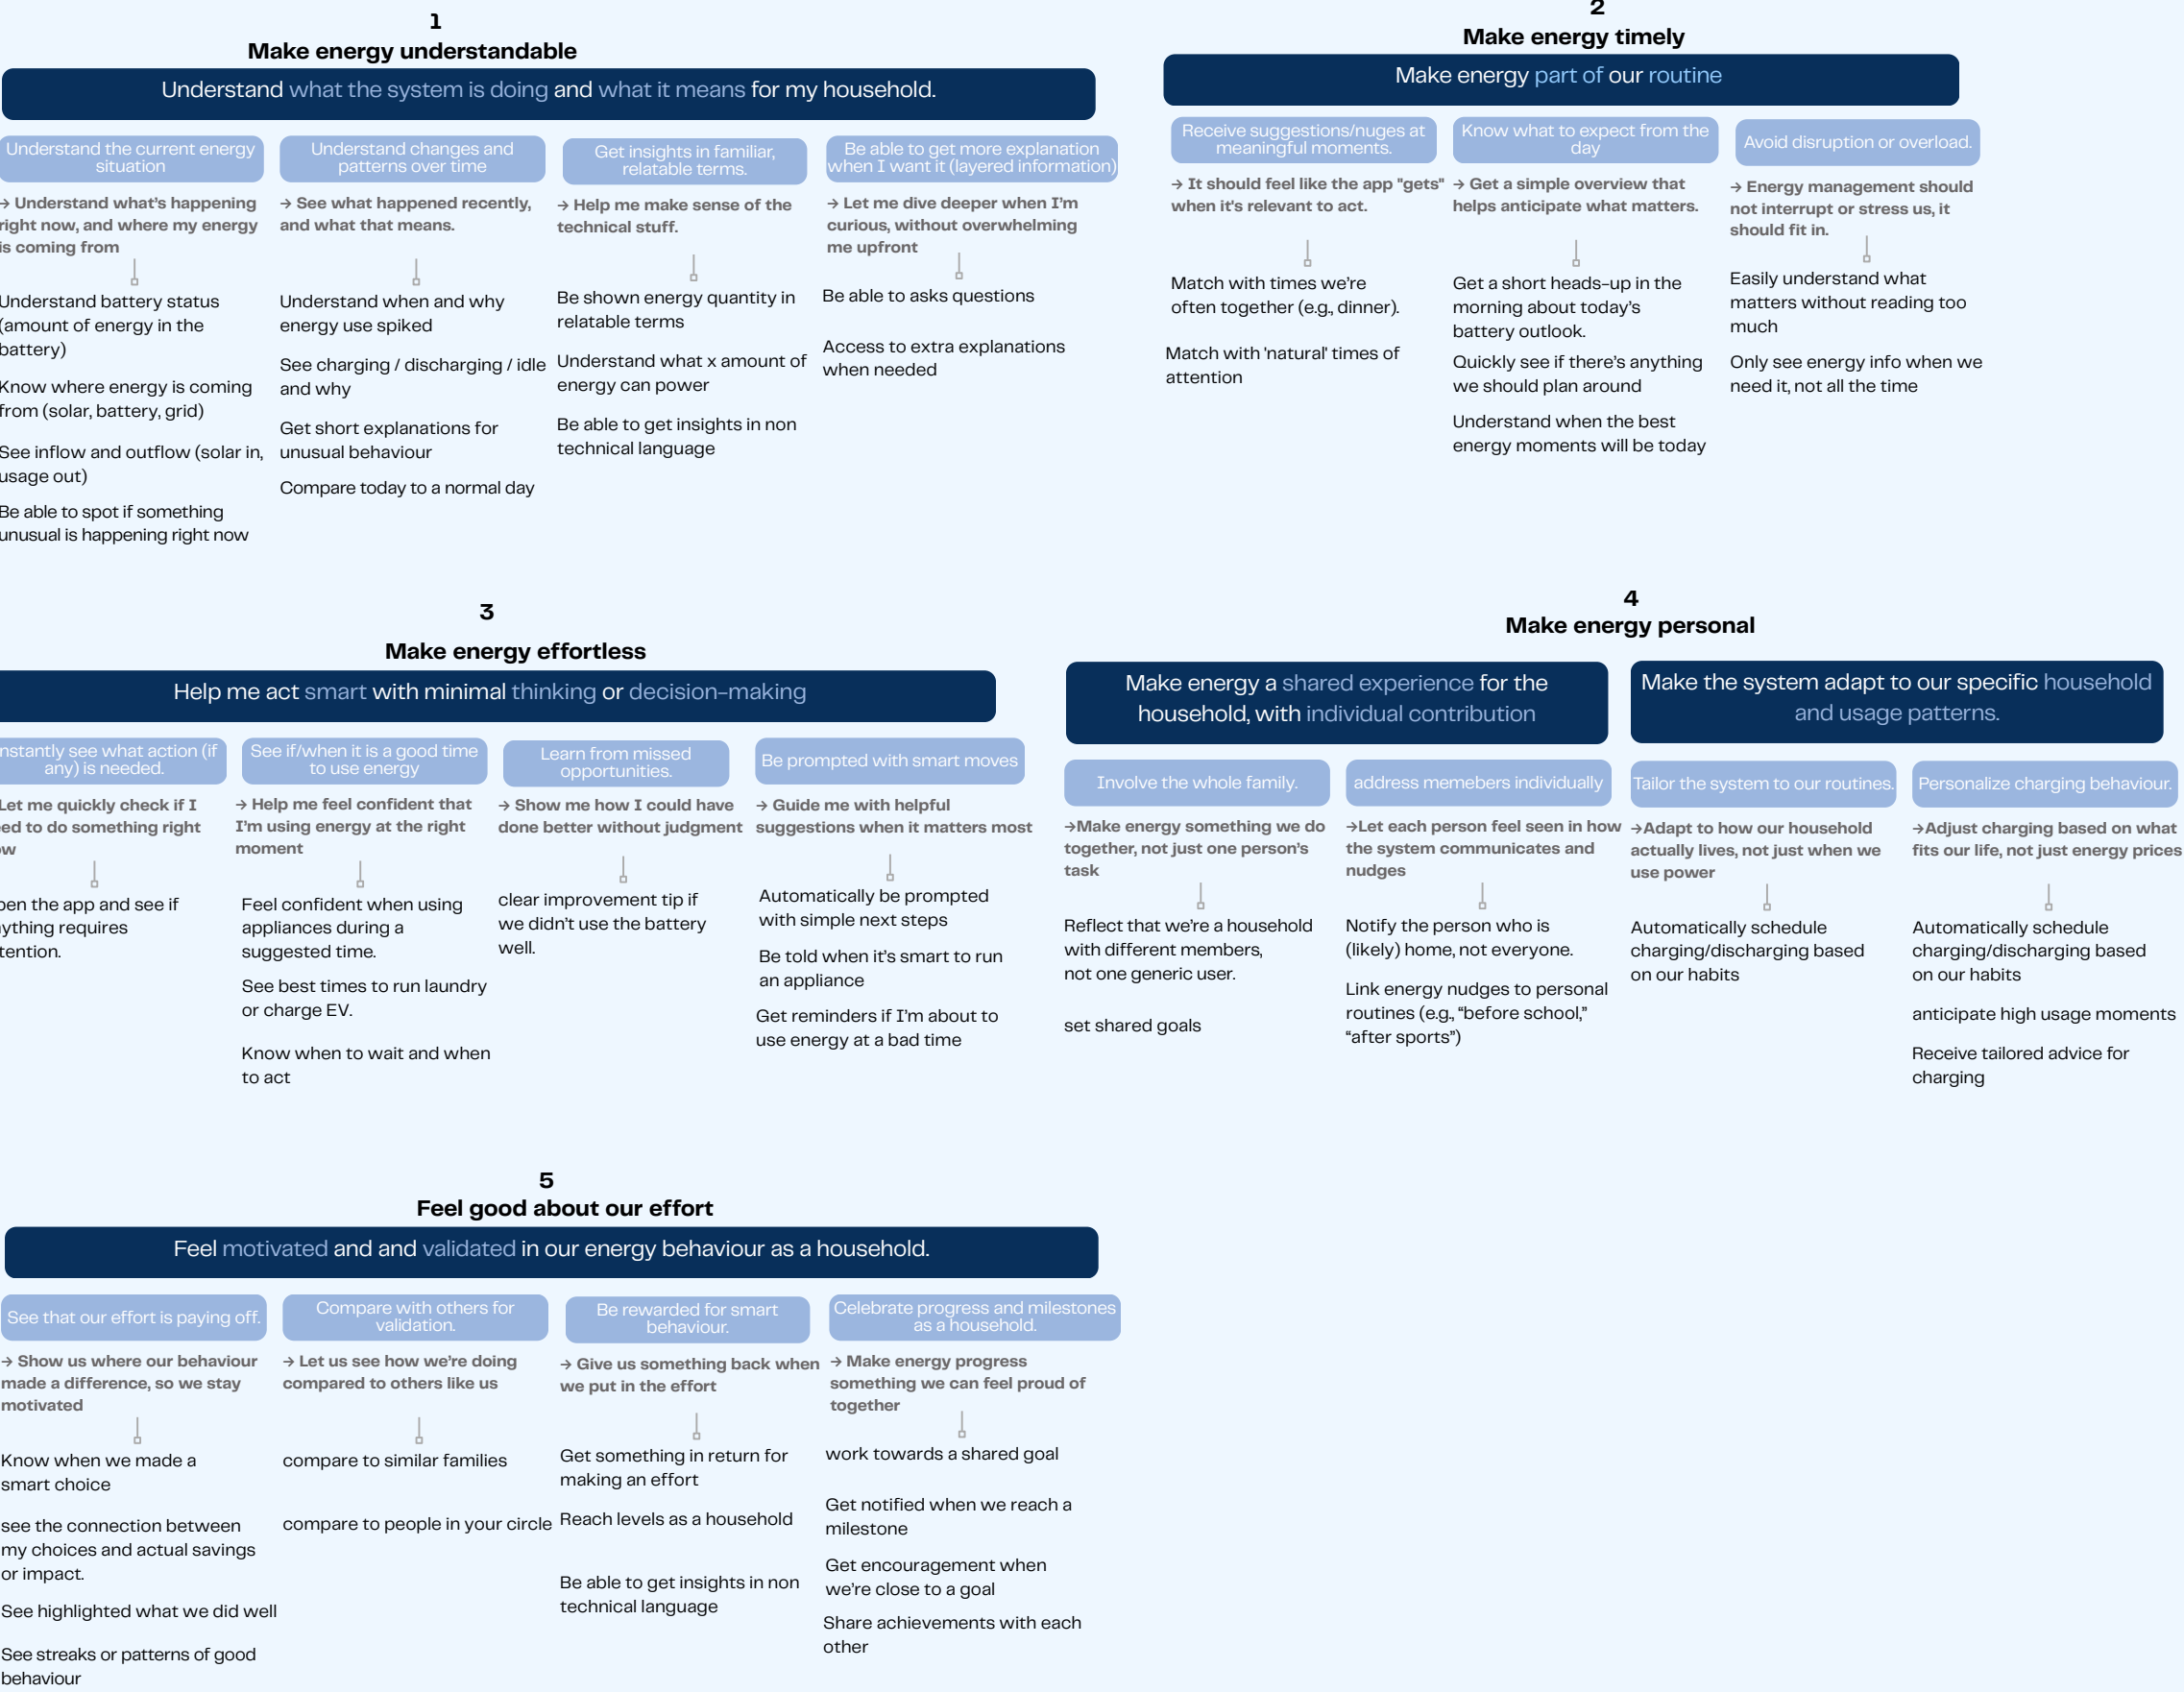 1
Make energy understandable
Understand what the system is doing and what it means for my household.
Understand the current energy
situation
→ Understand what's happening
right now, and where my energy
is coming from
Understand battery status
(amount of energy in the
battery)
Know where energy is coming
from (solar, battery, grid)
See inflow and outflow (solar in,
usage out)
Be able to spot if something
unusual is happening right now
Understand changes and
patterns over time
→ See what happened recently,
and what that means.
Understand when and why
energy use spiked
See charging / discharging / idle
and why
Get short explanations for
unusual behaviour
Compare today to a normal day
Get insights in familiar,
relatable terms.
→ Help me make sense of the
technical stuff.
Be shown energy quantity in
relatable terms
Understand what x amount of
energy can power
Be able to get insights in non
technical language
Be able to get more explanation
when I want it (layered information)
→ Let me dive deeper when I'm
curious, without overwhelming
me upfront
Be able to asks questions
Access to extra explanations
when needed
2
Make energy timely
Make energy part of our routine
Receive suggestions/nuges at
meaningful moments.
→ It should feel like the app "gets"
when it's relevant to act.
Match with times we're
often together (e.g., dinner).
Match with 'natural' times of
attention
Know what to expect from the
day
→ Get a simple overview that
helps anticipate what matters.
Get a short heads-up in the
morning about today's
battery outlook.
Quickly see if there's anything
we should plan around
Understand when the best
energy moments will be today
Avoid disruption or overload.
→ Energy management should
not interrupt or stress us, it
should fit in.
Easily understand what
matters without reading too
much
Only see energy info when we
need it, not all the time
3
Make energy effortless
Help me act smart with minimal thinking or decision-making
nstantly see what action (if
any) is needed.
Let me quickly check if I
ed to do something right
ow
pen the app and see if
ything requires
tention.
See if/when it is a good time
to use energy
→ Help me feel confident that
I'm using energy at the right
moment
Feel confident when using
appliances during a
suggested time.
See best times to run laundry
or charge EV.
Know when to wait and when
to act
Learn from missed
opportunities.
→ Show me how I could have
done better without judgment
clear improvement tip if
we didn't use the battery
well.
Be prompted with smart moves
→ Guide me with helpful
suggestions when it matters most
Automatically be prompted
with simple next steps
Be told when it's smart to run
an appliance
Get reminders if I'm about to
use energy at a bad time
4
Make energy personal
Make energy a shared experience for the
household, with individual contribution
Involve the whole family.
→Make energy something we do
together, not just one person's
task
Reflect that we're a household
with different members,
not one generic user.
set shared goals
address memebers individually
→Let each person feel seen in how
the system communicates and
nudges
Notify the person who is
(likely) home, not everyone.
Link energy nudges to personal
routines (e.g., “before school,”
“after sports”)
Make the system adapt to our specific household
and usage patterns.
Tailor the system to our routines.
→Adapt to how our household
actually lives, not just when we
use power
Automatically schedule
charging/discharging based
on our habits
Personalize charging behaviour.
→Adjust charging based on what
fits our life, not just energy prices
Automatically schedule
charging/discharging based
on our habits
anticipate high usage moments
Receive tailored advice for
charging
5
Feel good about our effort
Feel motivated and and validated in our energy behaviour as a household.
See that our effort is paying off.
→ Show us where our behaviour
made a difference, so we stay
motivated
Know when we made a
smart choice
see the connection between
my choices and actual savings
or impact.
See highlighted what we did well
See streaks or patterns of good
behaviour
Compare with others for
validation.
→ Let us see how we're doing
compared to others like us
compare to similar families
compare to people in your circle
Be rewarded for smart
behaviour.
→ Give us something back when
we put in the effort
Get something in return for
making an effort
Reach levels as a household
Be able to get insights in non
technical language
Celebrate progress and milestones
as a household.
→ Make energy progress
something we can feel proud of
together
work towards a shared goal
Get notified when we reach a
milestone
Get encouragement when
we're close to a goal
Share achievements with each
other